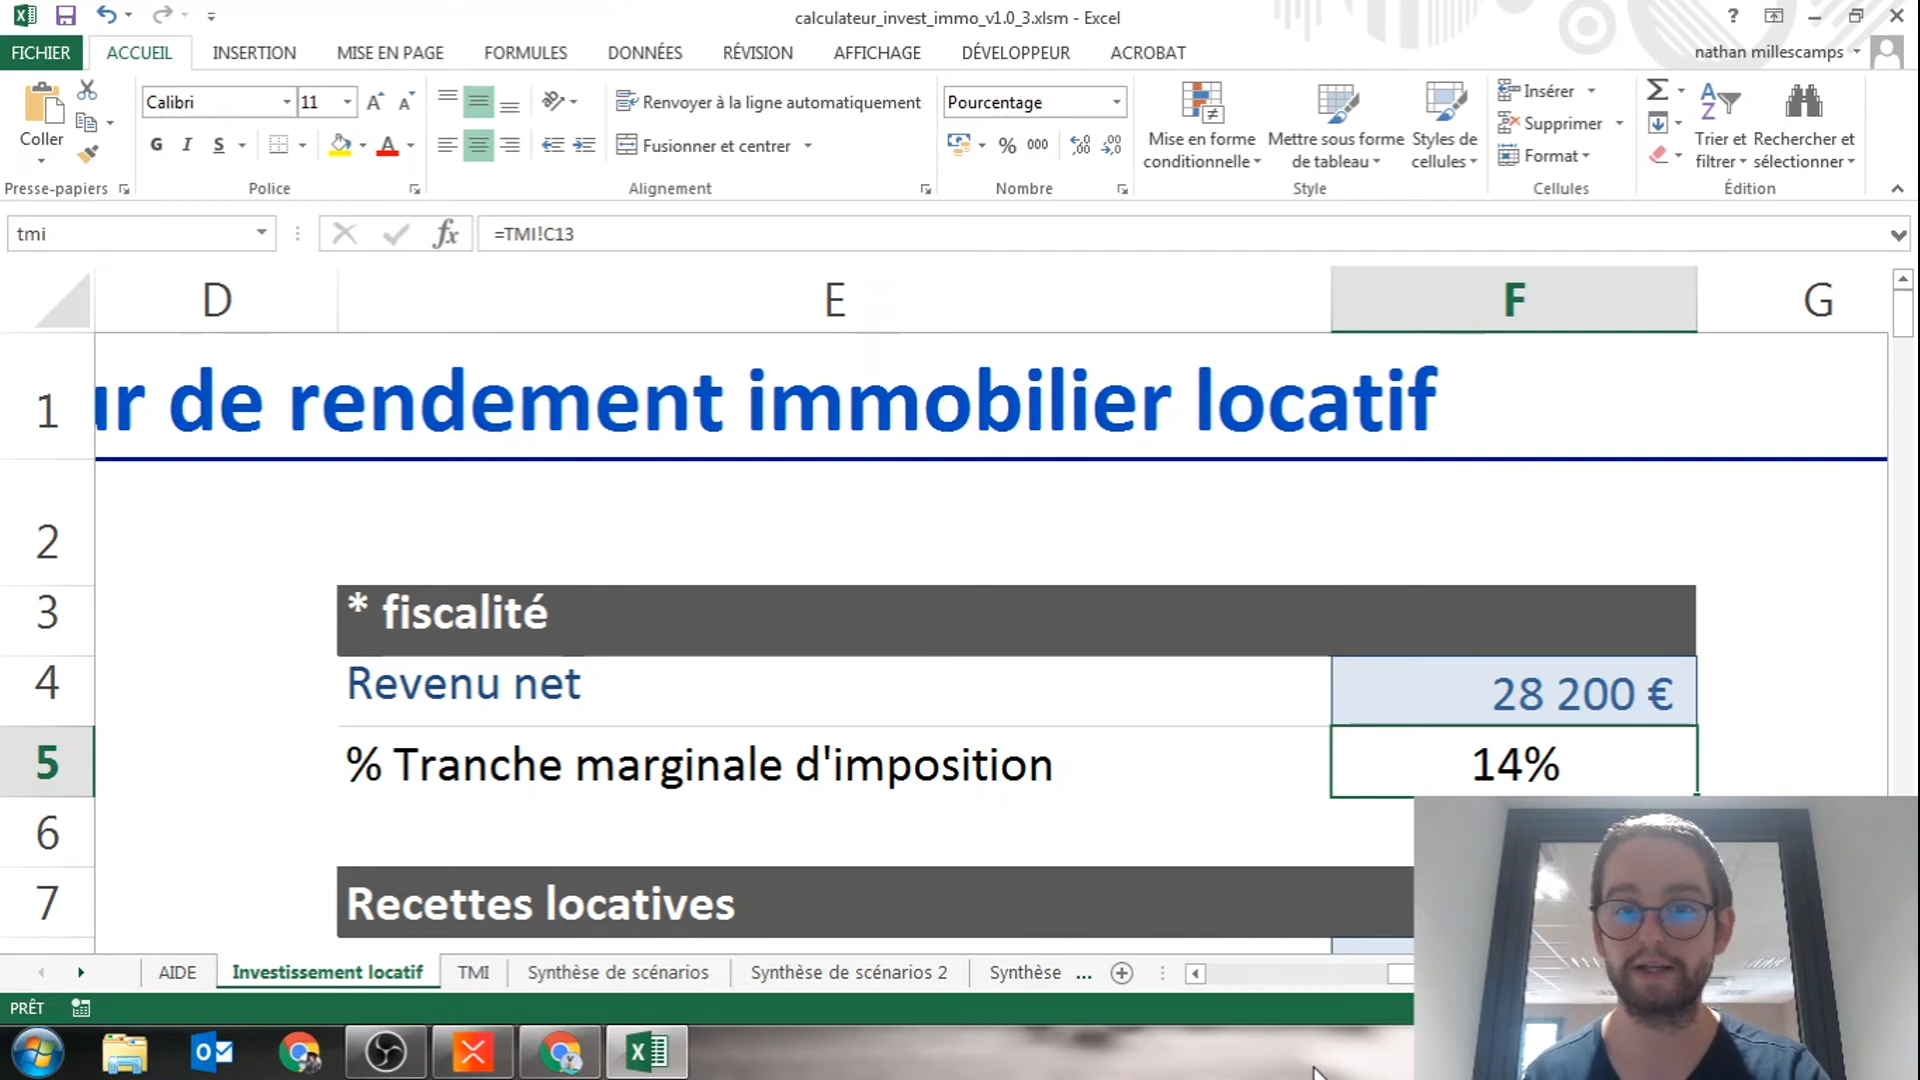 calculateur_invest_immo_v1.0_3.xlsm - Excel
?
FICHIER ACCUEIL INSERTION MISE EN PAGE FORMULES DONNÉES RÉVISION AFFICHAGE DÉVELOPPEUR ACROBAT
nathan millescamps
Coller
Presse-papiers
Calibri 11
G I S
Police
Renvoyer à la ligne automatiquement
Fusionner et centrer
Alignement
Pourcentage
% 000
Nombre
Mise en forme conditionnelle
Mettre sous forme de tableau
Styles de cellules
Style
Insérer
Supprimer
Format
Cellules
Trier et filtrer
Rechercher et sélectionner
Édition
tmi
fx =TMI!C13
D E F G
1 ur de rendement immobilier locatif
2
3 * fiscalité
4 Revenu net 28 200 €
5 % Tranche marginale d'imposition 14%
6
7 Recettes locatives
AIDE Investissement locatif TMI Synthèse de scénarios Synthèse de scénarios 2 Synthèse ...
PRÊT